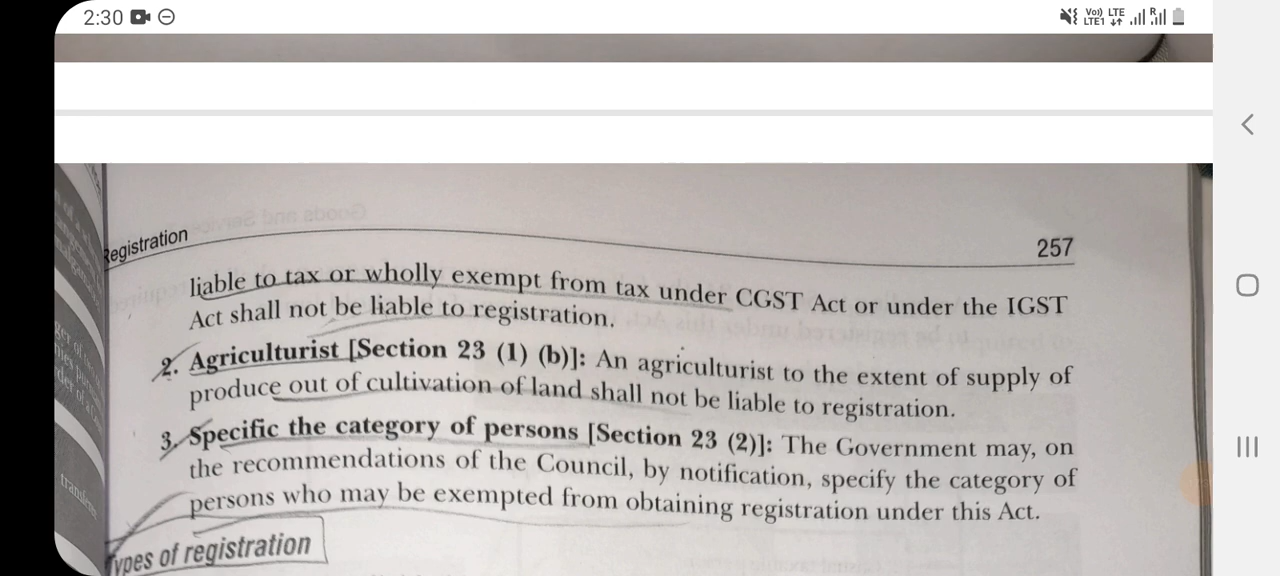 2:30
Vo)) LTE R
LTE1
Registration
257
liable to tax or wholly exempt from tax under CGST Act or under the IGST
Act shall not be liable to registration.
2. Agriculturist [Section 23 (1) (b)]: An agriculturist to the extent of supply of
produce out of cultivation of land shall not be liable to registration.
3. Specific the category of persons [Section 23 (2)]: The Government may, on
the recommendations of the Council, by notification, specify the category of
persons who may be exempted from obtaining registration under this Act.
Types of registration